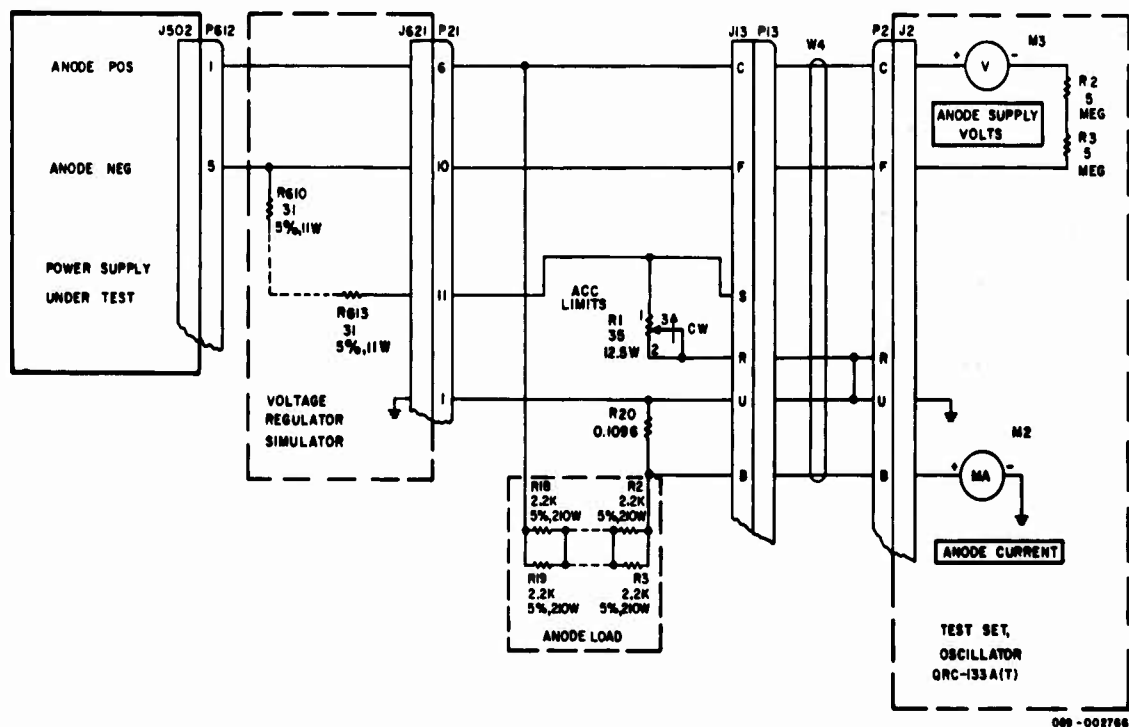 J502 P612
J621 P21
J13 P13
W4
P2 J2
M3
ANODE POS
1
6
C
C
+ V -
R2
5
MEG
ANODE SUPPLY
VOLTS
R3
5
MEG
ANODE NEG
5
10
F
F
R610
31
5%,11W
POWER SUPPLY
UNDER TEST
R613
31
5%,11W
11
ACC
LIMITS
S
R1
35
12.5W
1
3
CW
2
R
R
VOLTAGE
REGULATOR
SIMULATOR
1
R20
0.1096
U
U
M2
B
B
+ MA -
R18
2.2K
5%,210W
R2
2.2K
5%,210W
R19
2.2K
5%,210W
R3
2.2K
5%,210W
ANODE LOAD
ANODE CURRENT
TEST SET,
OSCILLATOR
QRC-133A(T)
089-002766